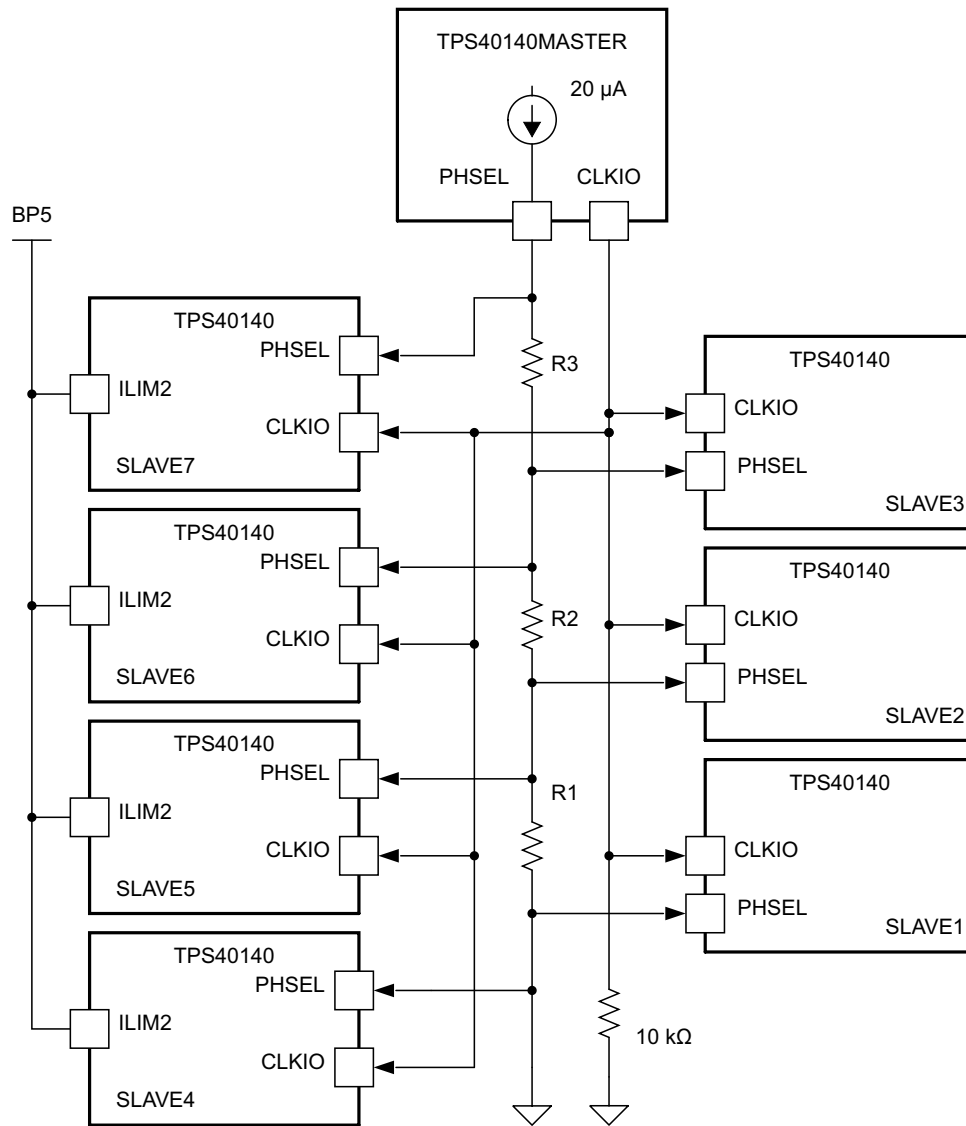 TPS40140MASTER
20 µA
PHSEL
CLKIO
BP5
TPS40140
PHSEL
ILIM2
CLKIO
SLAVE7
R3
TPS40140
CLKIO
PHSEL
SLAVE3
TPS40140
PHSEL
ILIM2
CLKIO
SLAVE6
R2
TPS40140
CLKIO
PHSEL
SLAVE2
TPS40140
PHSEL
ILIM2
CLKIO
SLAVE5
R1
TPS40140
CLKIO
PHSEL
SLAVE1
TPS40140
PHSEL
ILIM2
CLKIO
SLAVE4
10 kΩ